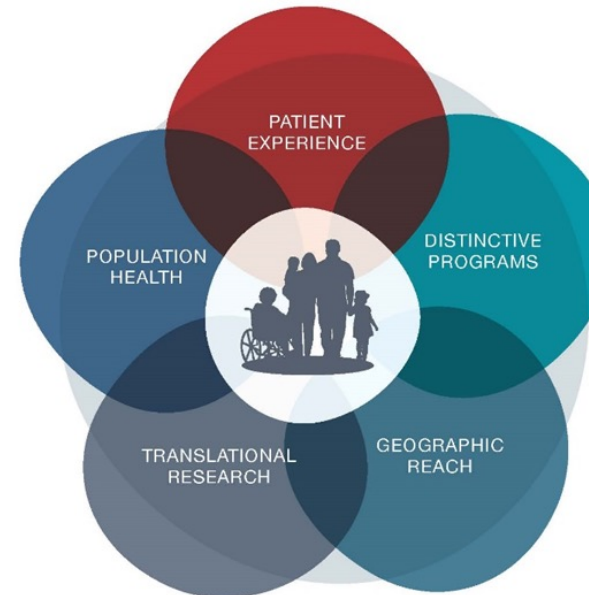 PATIENT
EXPERIENCE
DISTINCTIVE
PROGRAMS
POPULATION
HEALTH
TRANSLATIONAL
RESEARCH
GEOGRAPHIC
REACH